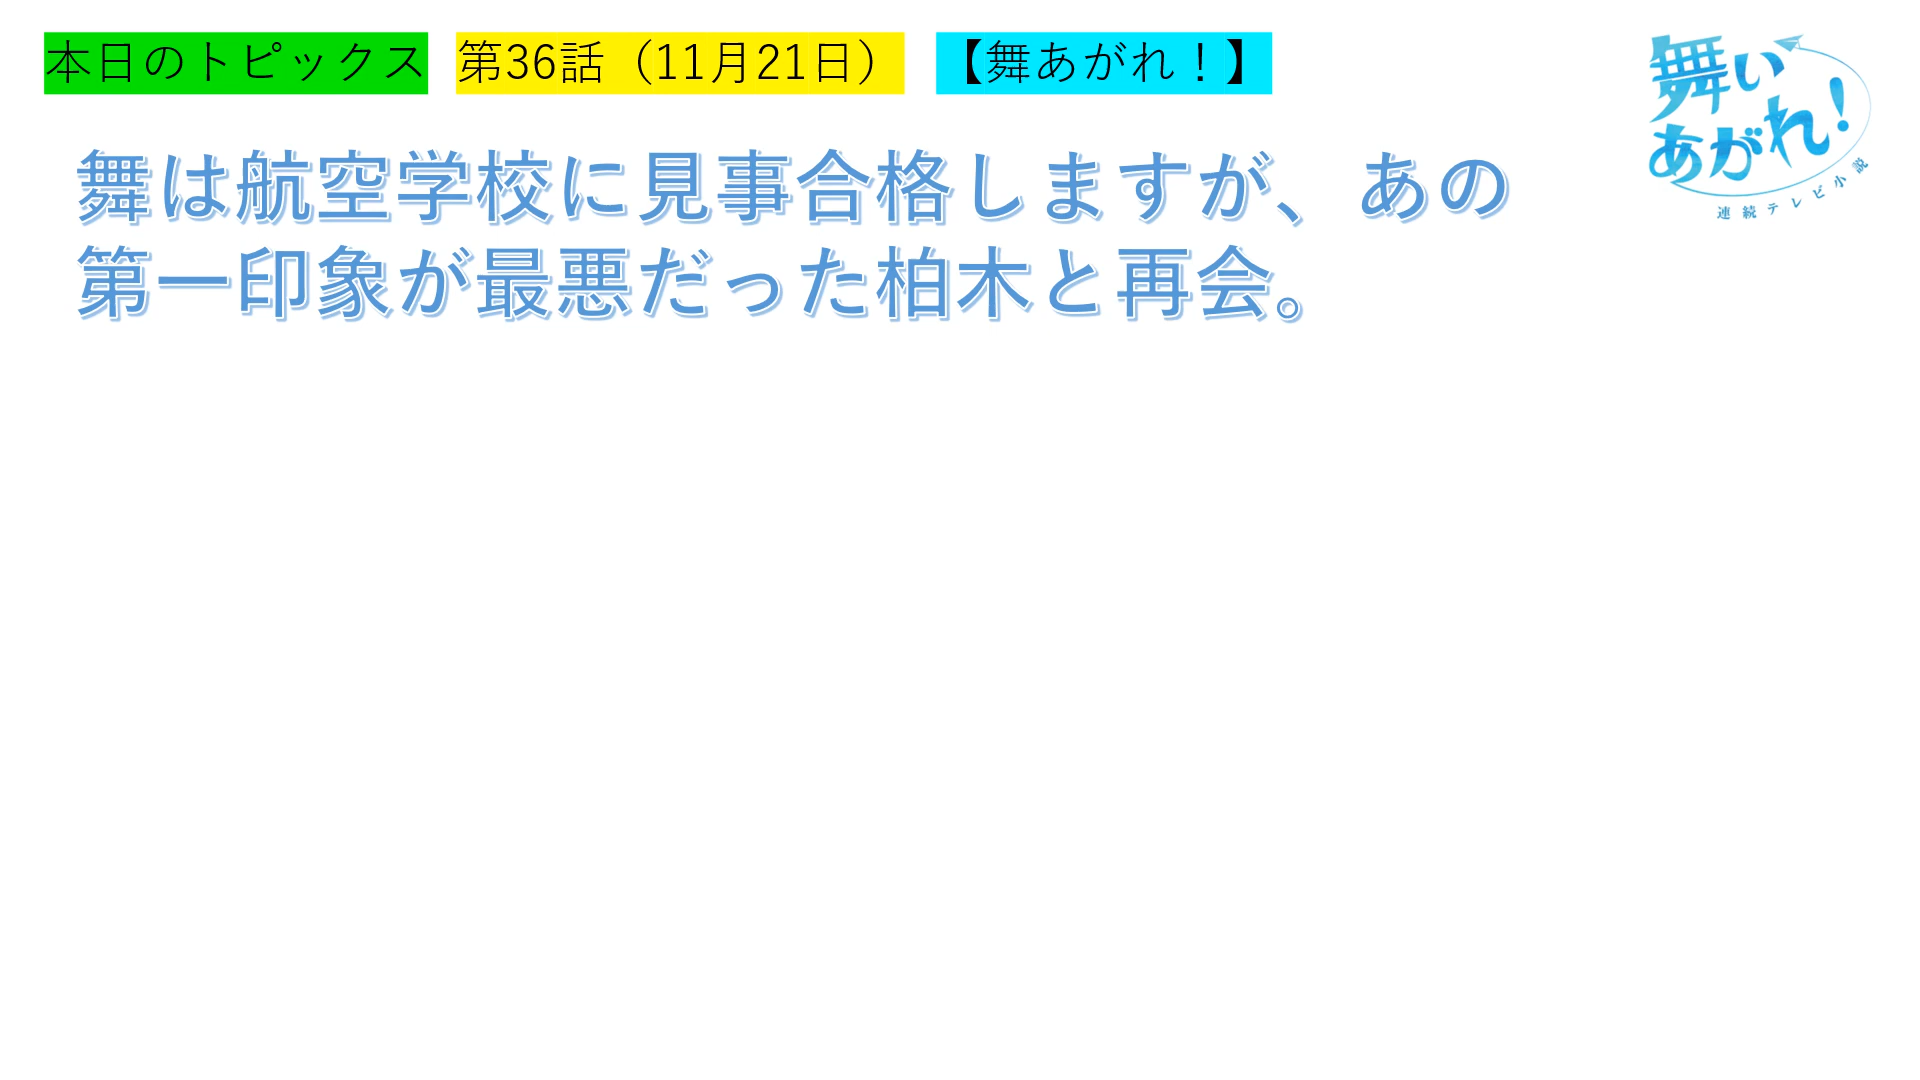 本日のトピックス 第36話（11月21日） 【舞あがれ！】
舞い
あがれ!
連続テレビ小説
舞は航空学校に見事合格しますが、あの
第一印象が最悪だった柏木と再会。